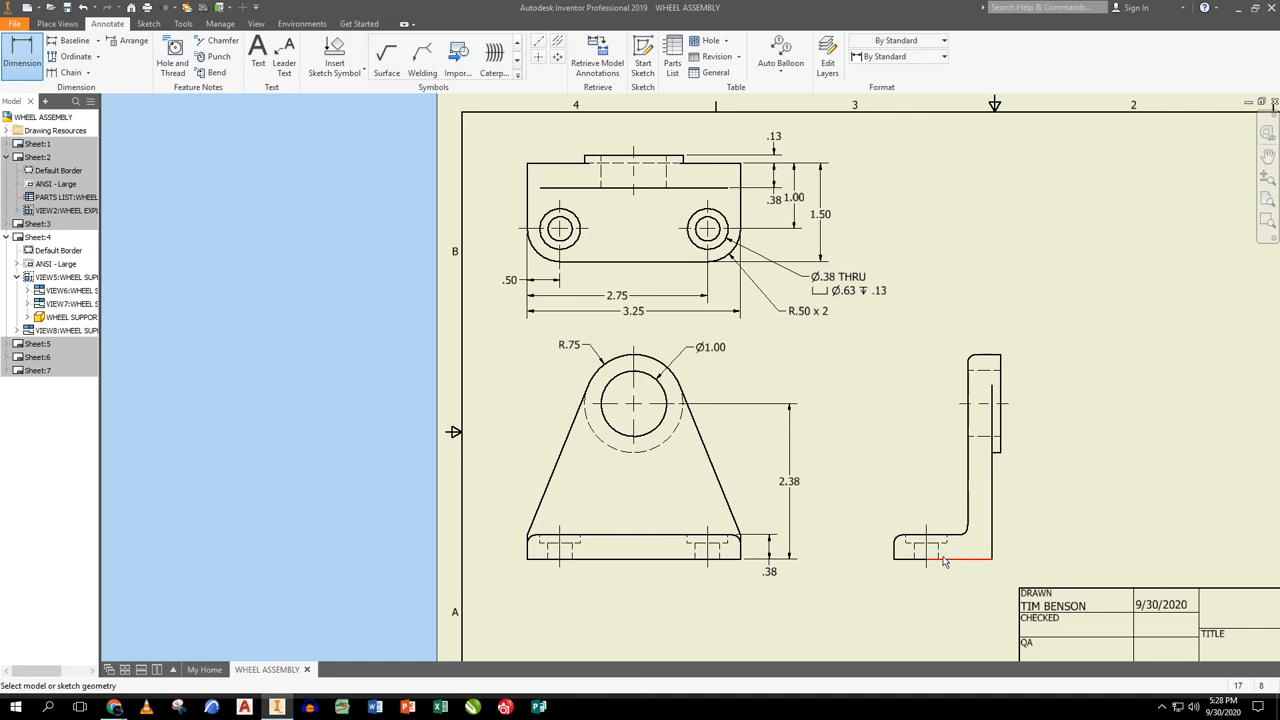 Autodesk Inventor Professional 2019 WHEEL ASSEMBLY
Search Help & Commands...
Sign In
File Place Views Annotate Sketch Tools Manage View Environments Get Started
Dimension
Baseline
Ordinate
Chain
Arrange
Dimension
Hole and Thread
Chamfer
Punch
Bend
Feature Notes
Text
Leader Text
Text
Insert Sketch Symbol
Surface
Welding
Impor...
Caterp...
Symbols
Retrieve Model Annotations
Retrieve
Start Sketch
Sketch
Parts List
Hole
Revision
General
Table
Auto Balloon
Edit Layers
By Standard
By Standard
Format
Model
WHEEL ASSEMBLY
Drawing Resources
Sheet:1
Sheet:2
Default Border
ANSI - Large
PARTS LIST:WHEEL
VIEW2:WHEEL EXPL
Sheet:3
Sheet:4
Default Border
ANSI - Large
VIEW5:WHEEL SUPP
VIEW6:WHEEL S
VIEW7:WHEEL S
WHEEL SUPPOR
VIEW8:WHEEL SUPP
Sheet:5
Sheet:6
Sheet:7
4 3 2
B
A
.13
.38
1.00
1.50
.50
2.75
3.25
Ø.38 THRU
⌴ Ø.63 ↧ .13
R.50 x 2
R.75
Ø1.00
2.38
.38
DRAWN
TIM BENSON
9/30/2020
CHECKED
QA
TITLE
My Home
WHEEL ASSEMBLY
Select model or sketch geometry
17 8
5:28 PM
9/30/2020